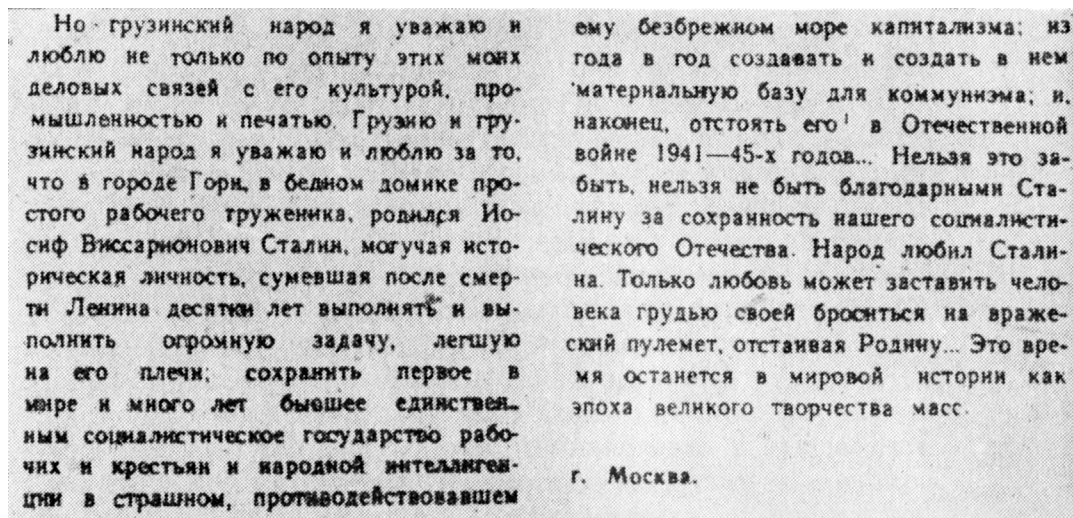 Но грузинский народ я уважаю и
люблю не только по опыту этих моих
деловых связей с его культурой, про-
мышленностью и печатью. Грузию и гру-
зинский народ я уважаю и люблю за то,
что в городе Гори, в бедном домике про-
стого рабочего труженика, родился Ио-
сиф Виссарионович Сталин, могучая исто-
рическая личность, сумевшая после смер-
ти Ленина десятки лет выполнять и вы-
полнить огромную задачу, легшую
на его плечи; сохранить первое в
мире и много лет бывшее единствен-
ным социалистическое государство рабо-
чих и крестьян и народной интеллиген-
ции в страшном, противодействовавшем
ему безбрежном море капитализма; из
года в год создавать и создать в нем
материальную базу для коммунизма; и,
наконец, отстоять его¹ в Отечественной
войне 1941—45-х годов... Нельзя это за-
быть, нельзя не быть благодарными Ста-
лину за сохранность нашего социалисти-
ческого Отечества. Народ любил Стали-
на. Только любовь может заставить чело-
века грудью своей броситься на враже-
ский пулемет, отстаивая Родину... Это вре-
мя останется в мировой истории как
эпоха великого творчества масс.
г. Москва.